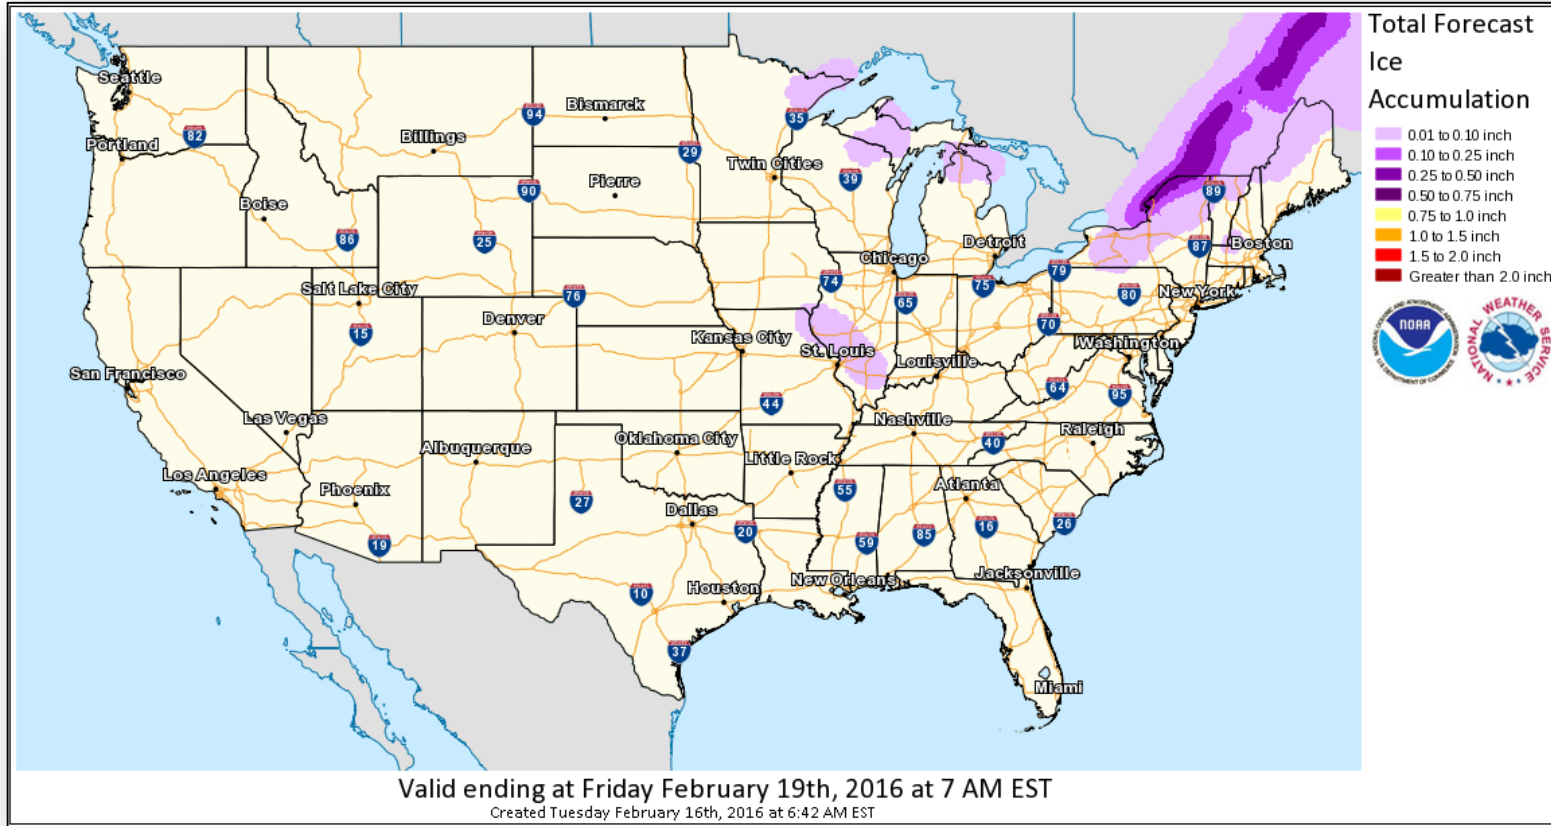 Total Forecast
Ice
Accumulation
0.01 to 0.10 inch
0.10 to 0.25 inch
0.25 to 0.50 inch
0.50 to 0.75 inch
0.75 to 1.0 inch
1.0 to 1.5 inch
1.5 to 2.0 inch
Greater than 2.0 inch
NOAA
NATIONAL OCEANIC AND ATMOSPHERIC ADMINISTRATION
U.S. DEPARTMENT OF COMMERCE
NATIONAL WEATHER SERVICE
Seattle
Bismarck
94
35
82
Billings
Portland
29
Twin Cities
90
Pierre
39
89
Boise
86
25
Detroit
87
Boston
Chicago
79
74
75
Salt Lake City
76
65
80
New York
Denver
15
70
Kansas City
St. Louis
Washington
Louisville
San Francisco
64
95
44
Las Vegas
Nashville
Raleigh
Albuquerque
Oklahoma City
40
Little Rock
Los Angeles
Phoenix
Atlanta
27
55
Dallas
20
16
26
19
59
85
Jacksonville
New Orleans
Houston
10
37
Miami
Valid ending at Friday February 19th, 2016 at 7 AM EST
Created Tuesday February 16th, 2016 at 6:42 AM EST